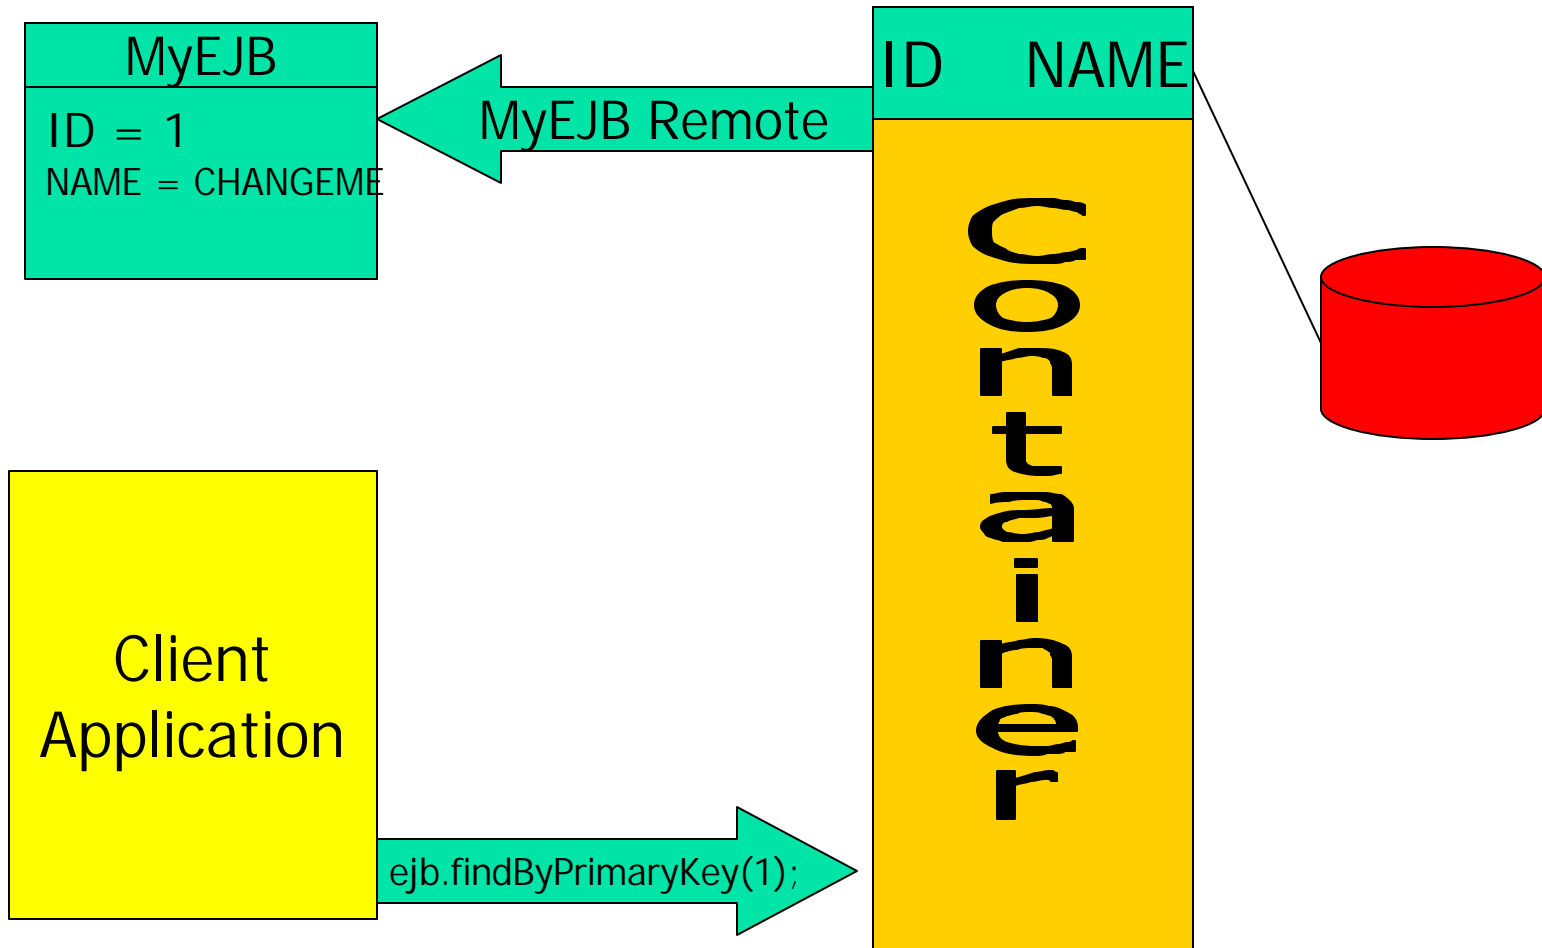 MyEJB
ID = 1
NAME = CHANGEME
MyEJB Remote
ID NAME
Container
Client
Application
ejb.findByPrimaryKey(1);